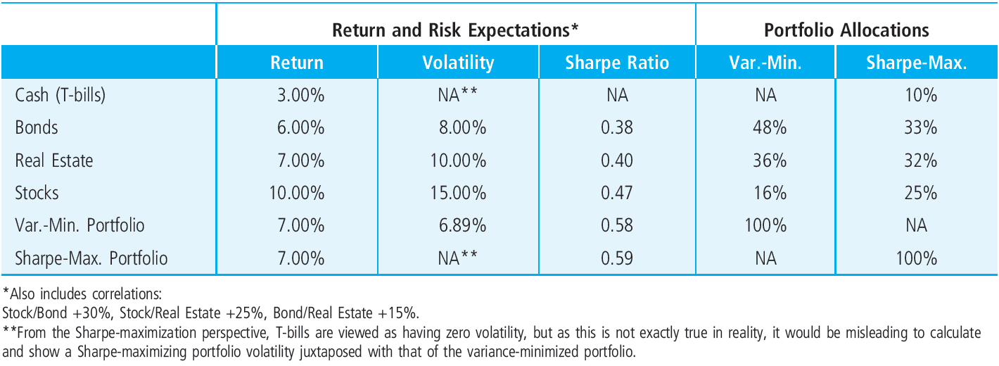 Return and Risk Expectations* Portfolio Allocations
Return Volatility Sharpe Ratio Var.-Min. Sharpe-Max.
Cash (T-bills) 3.00% NA** NA NA 10%
Bonds 6.00% 8.00% 0.38 48% 33%
Real Estate 7.00% 10.00% 0.40 36% 32%
Stocks 10.00% 15.00% 0.47 16% 25%
Var.-Min. Portfolio 7.00% 6.89% 0.58 100% NA
Sharpe-Max. Portfolio 7.00% NA** 0.59 NA 100%
*Also includes correlations:
Stock/Bond +30%, Stock/Real Estate +25%, Bond/Real Estate +15%.
**From the Sharpe-maximization perspective, T-bills are viewed as having zero volatility, but as this is not exactly true in reality, it would be misleading to calculate
and show a Sharpe-maximizing portfolio volatility juxtaposed with that of the variance-minimized portfolio.